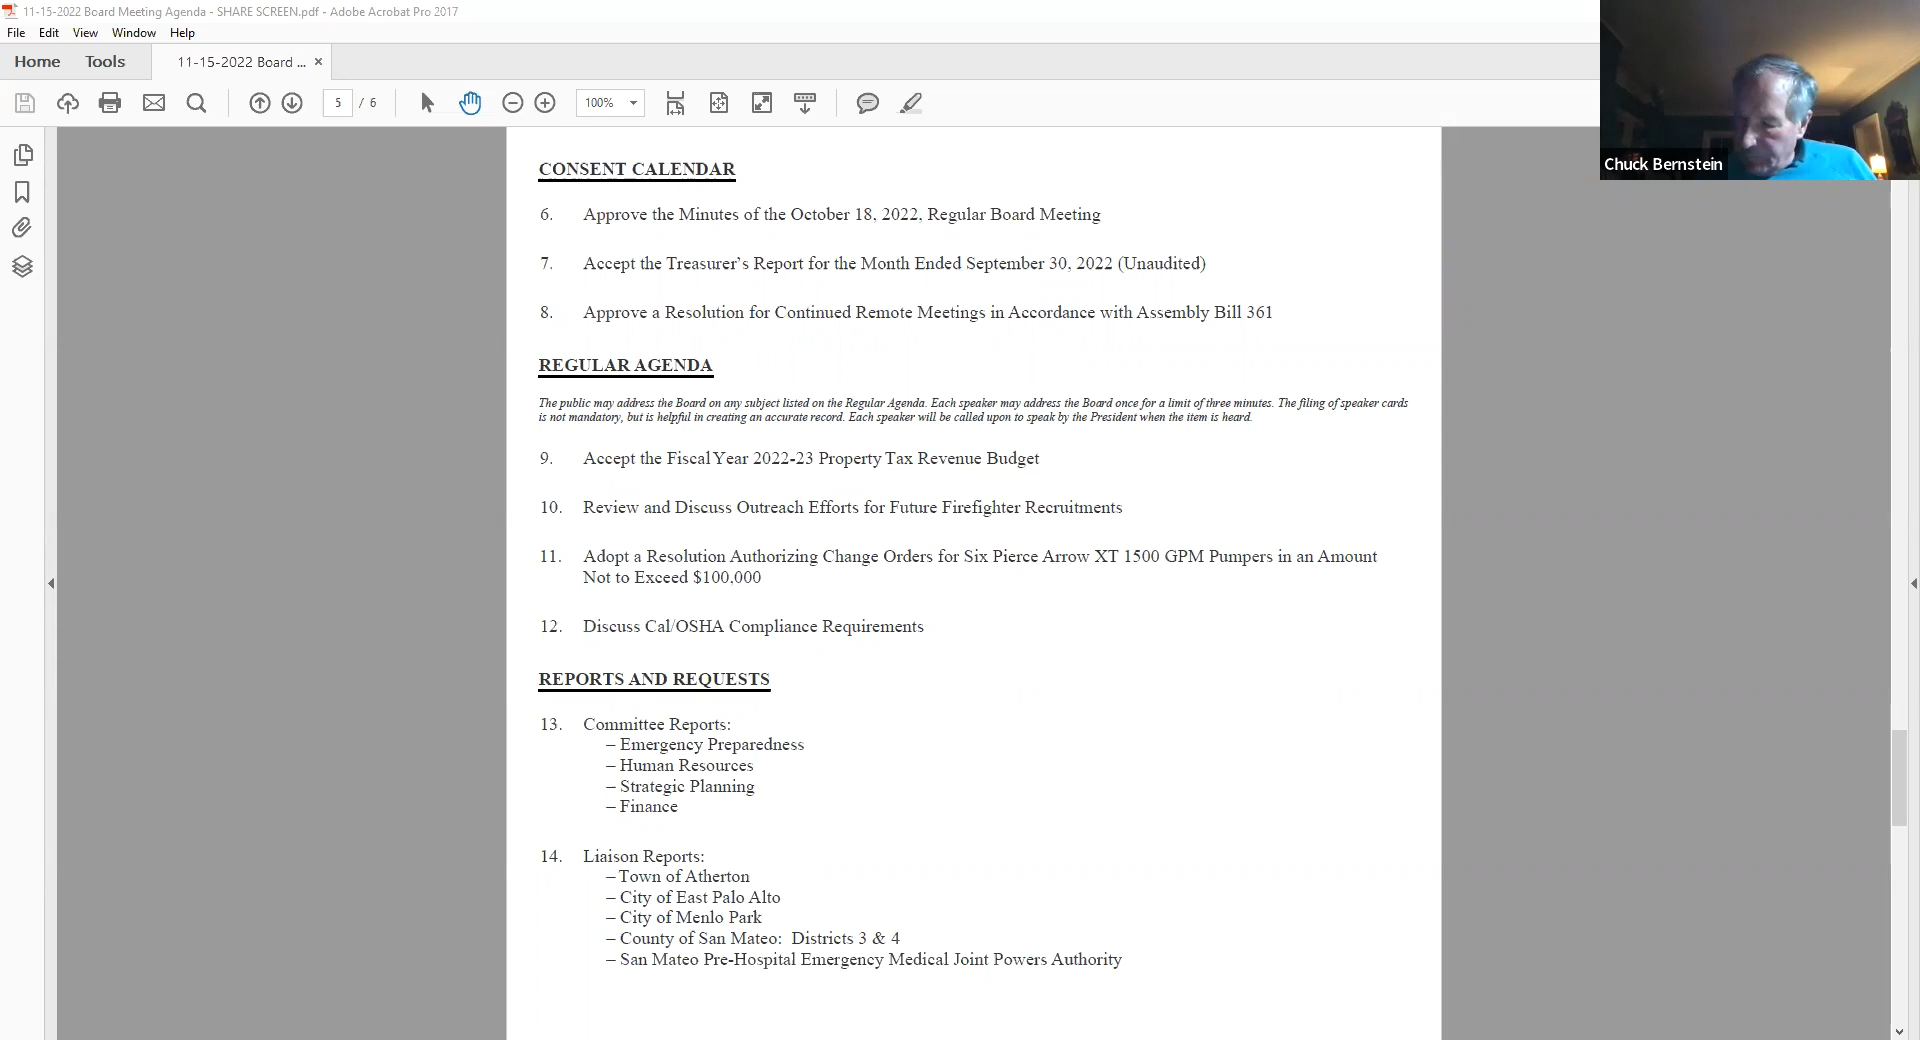 11-15-2022 Board Meeting Agenda - SHARE SCREEN.pdf - Adobe Acrobat Pro 2017
File Edit View Window Help
Home Tools 11-15-2022 Board ... ×
5 / 6 100%
Chuck Bernstein
CONSENT CALENDAR
6. Approve the Minutes of the October 18, 2022, Regular Board Meeting
7. Accept the Treasurer's Report for the Month Ended September 30, 2022 (Unaudited)
8. Approve a Resolution for Continued Remote Meetings in Accordance with Assembly Bill 361
REGULAR AGENDA
The public may address the Board on any subject listed on the Regular Agenda. Each speaker may address the Board once for a limit of three minutes. The filing of speaker cards
is not mandatory, but is helpful in creating an accurate record. Each speaker will be called upon to speak by the President when the item is heard.
9. Accept the Fiscal Year 2022-23 Property Tax Revenue Budget
10. Review and Discuss Outreach Efforts for Future Firefighter Recruitments
11. Adopt a Resolution Authorizing Change Orders for Six Pierce Arrow XT 1500 GPM Pumpers in an Amount
Not to Exceed $100,000
12. Discuss Cal/OSHA Compliance Requirements
REPORTS AND REQUESTS
13. Committee Reports:
– Emergency Preparedness
– Human Resources
– Strategic Planning
– Finance
14. Liaison Reports:
– Town of Atherton
– City of East Palo Alto
– City of Menlo Park
– County of San Mateo: Districts 3 & 4
– San Mateo Pre-Hospital Emergency Medical Joint Powers Authority